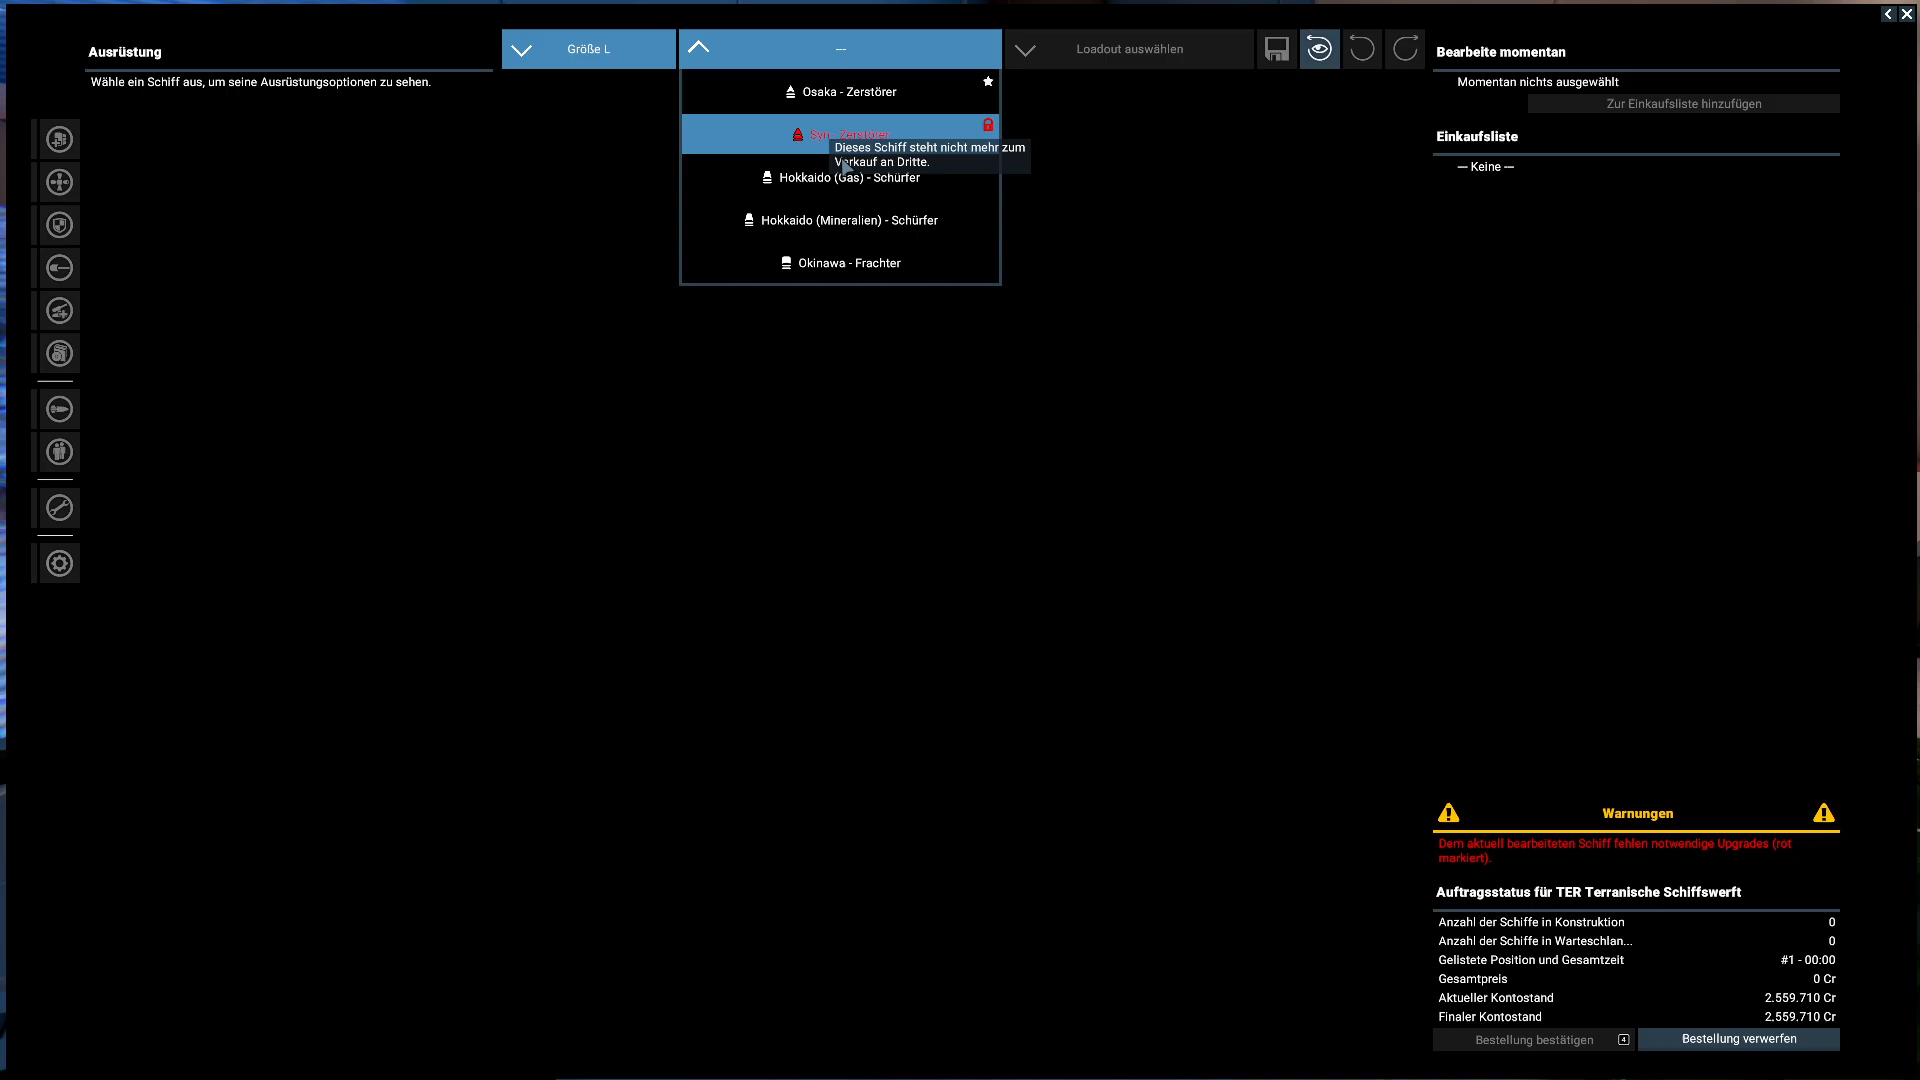 Ausrüstung
Wähle ein Schiff aus, um seine Ausrüstungsoptionen zu sehen.
Größe L
---
Loadout auswählen
Osaka - Zerstörer
Syn - Zerstörer
Dieses Schiff steht nicht mehr zum
Verkauf an Dritte.
Hokkaido (Gas) - Schürfer
Hokkaido (Mineralien) - Schürfer
Okinawa - Frachter
Bearbeite momentan
Momentan nichts ausgewählt
Zur Einkaufsliste hinzufügen
Einkaufsliste
— Keine —
Warnungen
Dem aktuell bearbeiteten Schiff fehlen notwendige Upgrades (rot
markiert).
Auftragsstatus für TER Terranische Schiffswerft
Anzahl der Schiffe in Konstruktion 0
Anzahl der Schiffe in Warteschlan... 0
Gelistete Position und Gesamtzeit #1 - 00:00
Gesamtpreis 0 Cr
Aktueller Kontostand 2.559.710 Cr
Finaler Kontostand 2.559.710 Cr
Bestellung bestätigen 4 Bestellung verwerfen